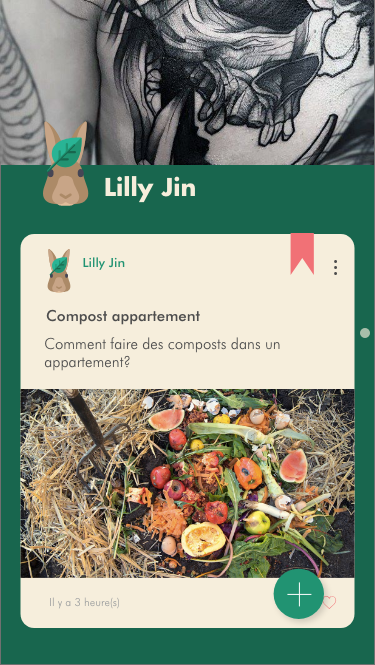 Lilly Jin
Lilly Jin
Compost appartement
Comment faire des composts dans un
appartement?
Il y a 3 heure(s)